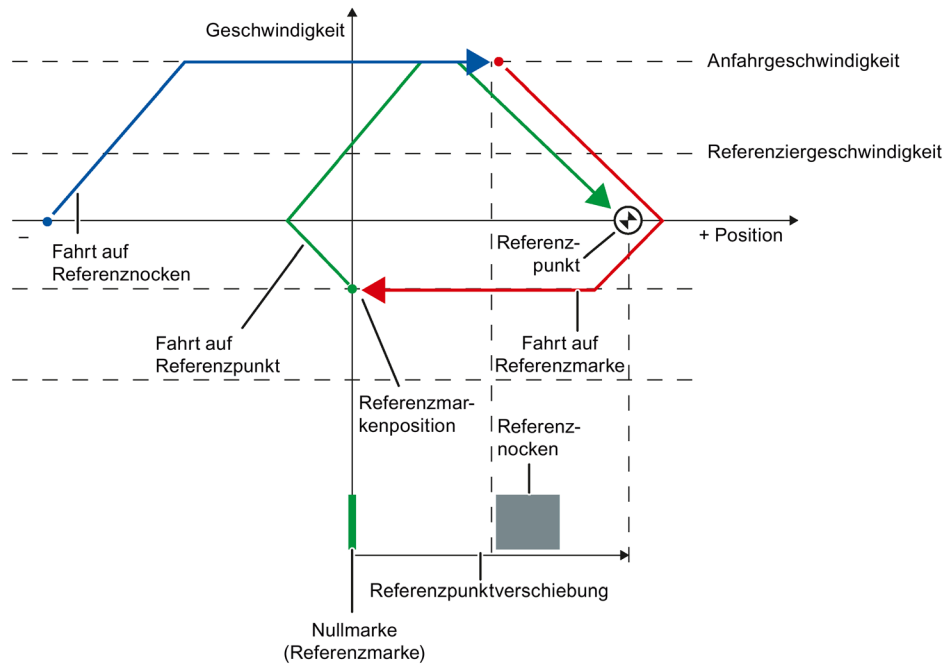 Geschwindigkeit
Anfahrgeschwindigkeit
Referenziergeschwindigkeit
–
+ Position
Fahrt auf
Referenznocken
Referenz-
punkt
Fahrt auf
Referenzpunkt
Fahrt auf
Referenzmarke
Referenzmar-
kenposition
Referenz-
nocken
Referenzpunktverschiebung
Nullmarke
(Referenzmarke)